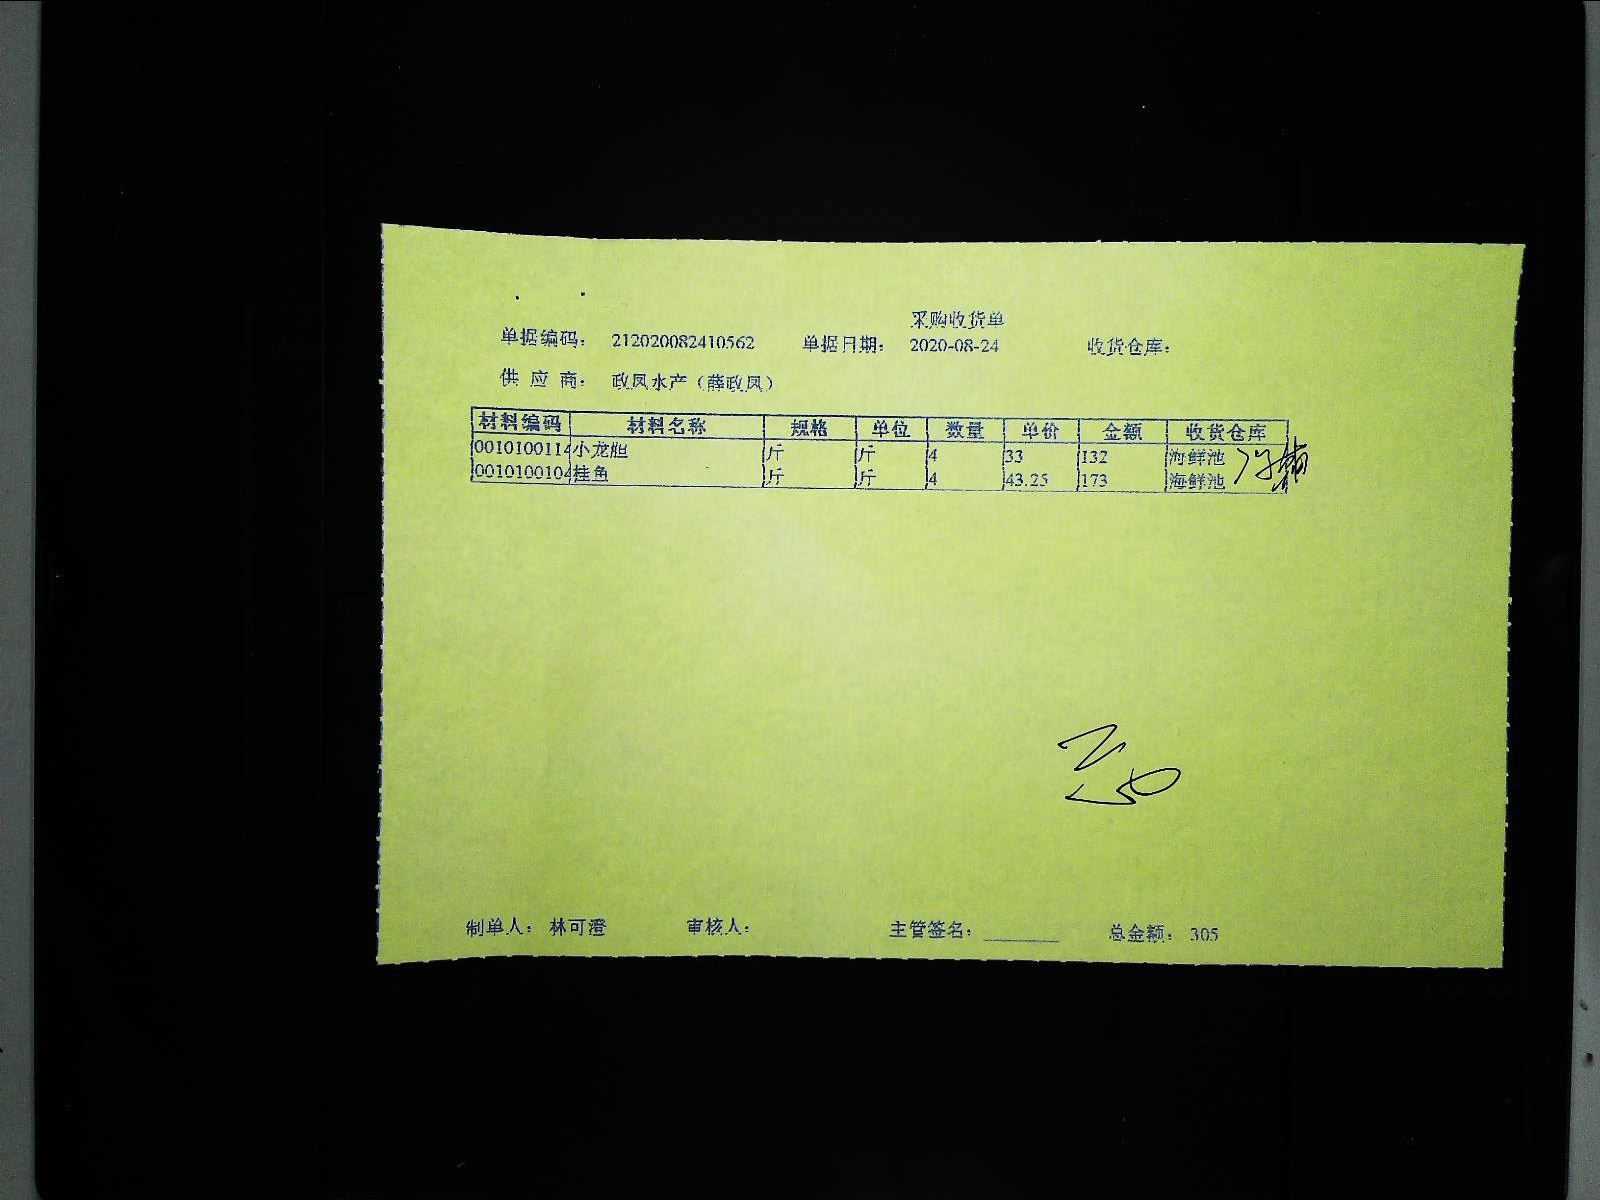 采购收货单
单据编码： 212020082410562 单据日期： 2020-08-24 收货仓库：
供 应 商： 政凤水产（薛政凤）
材料编码 材料名称 规格 单位 数量 单价 金额 收货仓库
0010100114 小龙胆 斤 斤 4 33 132 海鲜池
0010100104 桂鱼 斤 斤 4 43.25 173 海鲜池
制单人： 林可澄 审核人： 主管签名： 总金额： 305